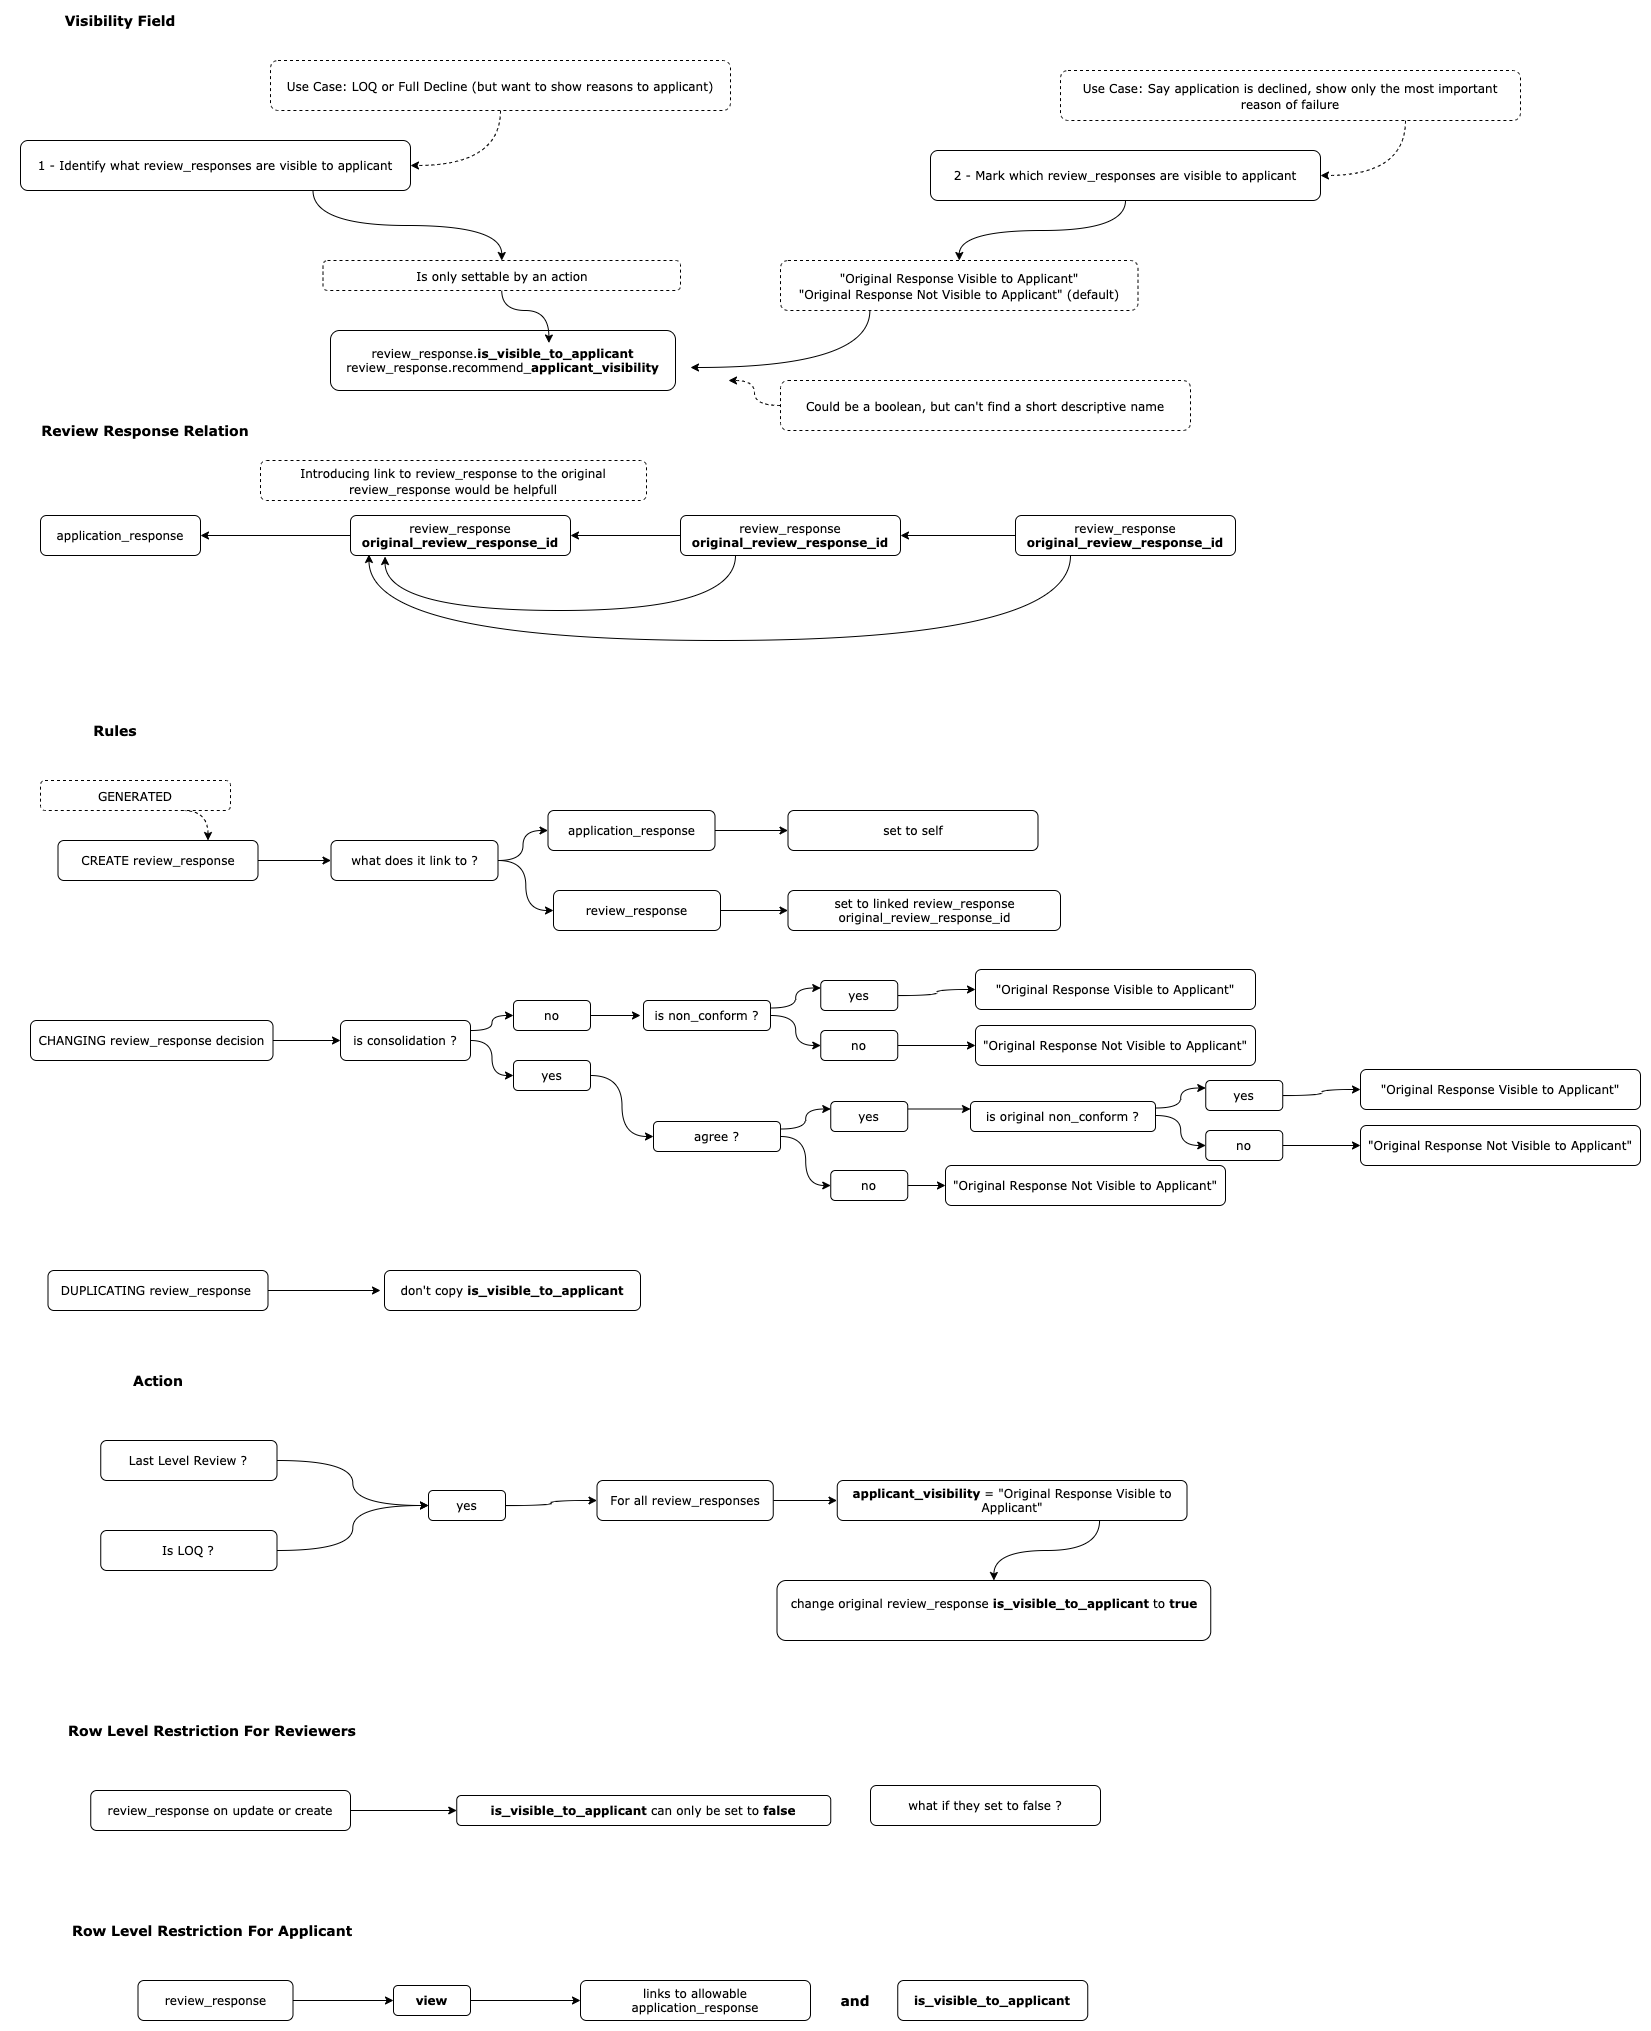 Visibility Field
Use Case: LOQ or Full Decline (but want to show reasons to applicant)
Use Case: Say application is declined, show only the most important
reason of failure
1 - Identify what review_responses are visible to applicant
2 - Mark which review_responses are visible to applicant
Is only settable by an action
"Original Response Visible to Applicant"
"Original Response Not Visible to Applicant" (default)
review_response.is_visible_to_applicant
review_response.recommend_applicant_visibility
Could be a boolean, but can't find a short descriptive name
Review Response Relation
Introducing link to review_response to the original
review_response would be helpfull
application_response
review_response
original_review_response_id
review_response
original_review_response_id
review_response
original_review_response_id
Rules
GENERATED
CREATE review_response
what does it link to ?
application_response
set to self
review_response
set to linked review_response
original_review_response_id
CHANGING review_response decision
is consolidation ?
no
is non_conform ?
yes
"Original Response Visible to Applicant"
no
"Original Response Not Visible to Applicant"
yes
agree ?
yes
is original non_conform ?
yes
"Original Response Visible to Applicant"
no
"Original Response Not Visible to Applicant"
no
"Original Response Not Visible to Applicant"
DUPLICATING review_response
don't copy is_visible_to_applicant
Action
Last Level Review ?
Is LOQ ?
yes
For all review_responses
applicant_visibility = "Original Response Visible to
Applicant"
change original review_response is_visible_to_applicant to true
Row Level Restriction For Reviewers
review_response on update or create
is_visible_to_applicant can only be set to false
what if they set to false ?
Row Level Restriction For Applicant
review_response
view
links to allowable
application_response
and
is_visible_to_applicant